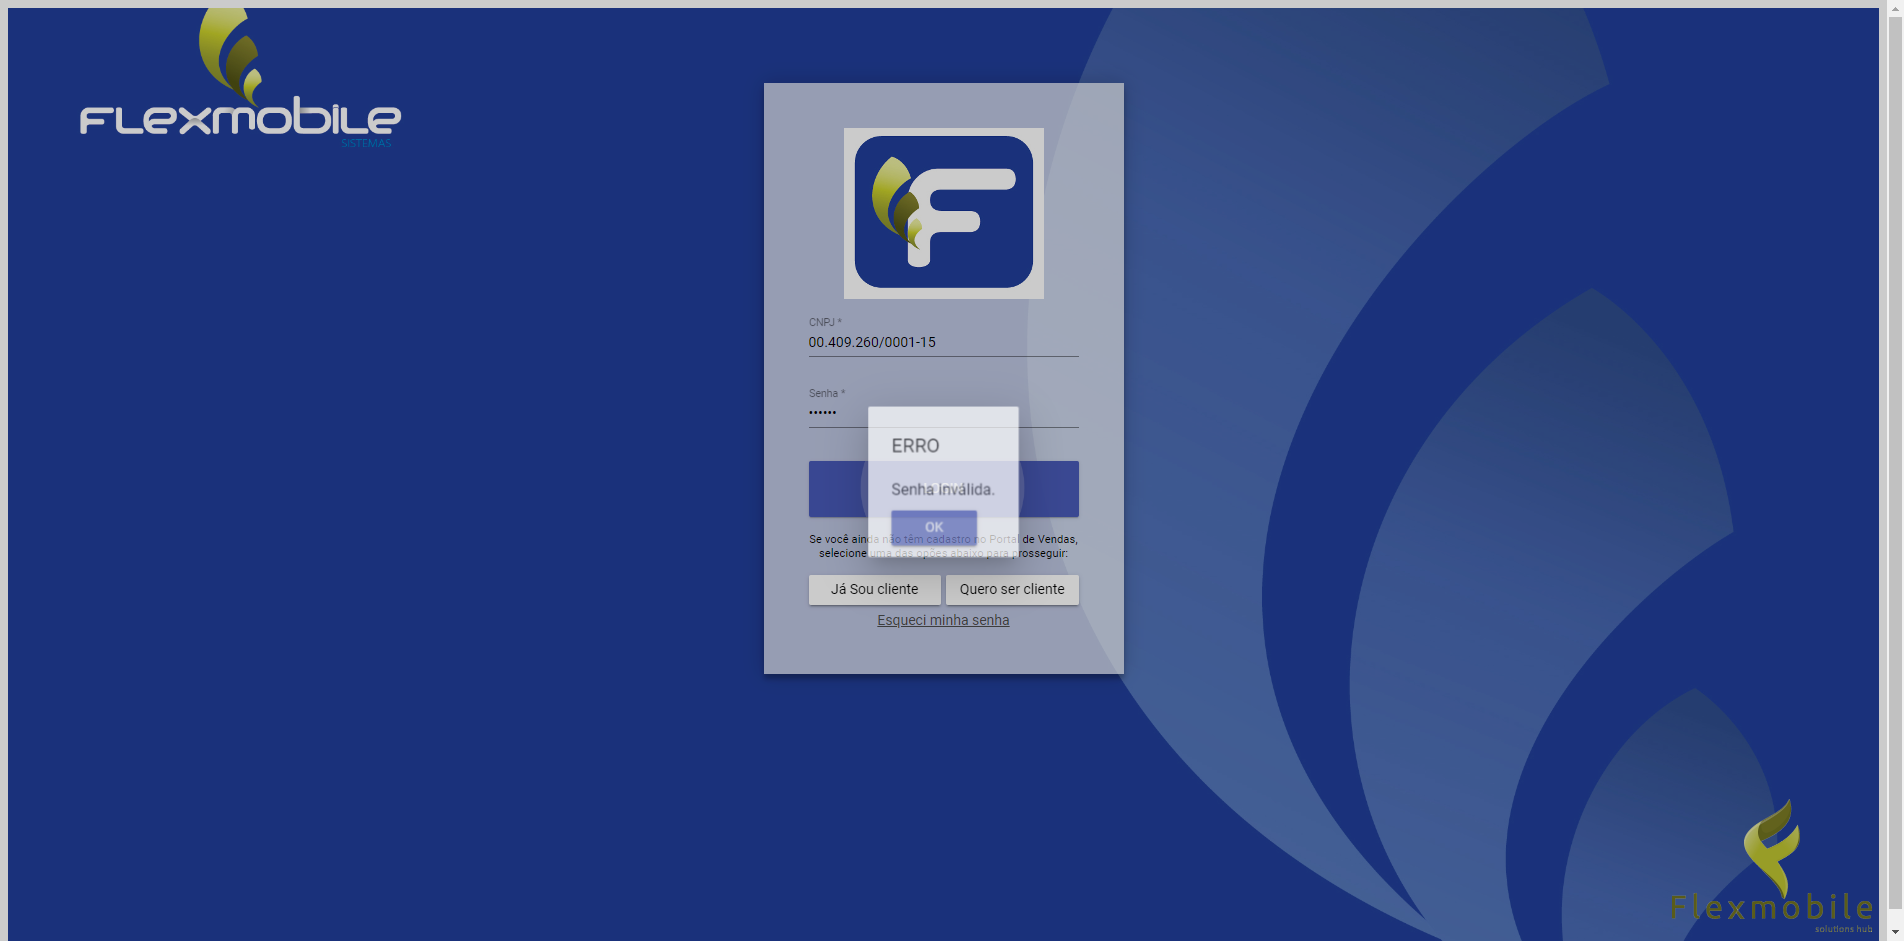 FLEXMOBILE
SISTEMAS
F
CNPJ *
00.409.260/0001-15
Senha *
ERRO
Senha inválida.
OK
Se você ainda não têm cadastro no Portal de Vendas,
selecione uma das opões abaixo para prosseguir:
Já Sou cliente
Quero ser cliente
Esqueci minha senha
Flexmobile
solutions hub